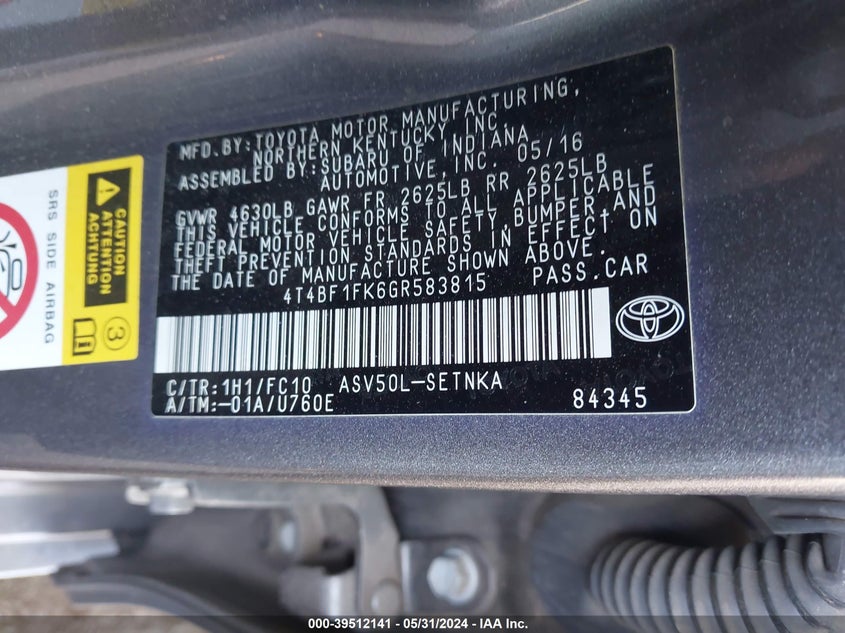 MFD.BY: TOYOTA MOTOR MANUFACTURING,
NORTHERN KENTUCKY, INC.
ASSEMBLED BY: SUBARU OF INDIANA
AUTOMOTIVE, INC. 05/16
GVWR 4630LB GAWR FR 2625LB RR 2625LB
THIS VEHICLE CONFORMS TO ALL APPLICABLE
FEDERAL MOTOR VEHICLE SAFETY, BUMPER AND
THEFT PREVENTION STANDARDS IN EFFECT ON
THE DATE OF MANUFACTURE SHOWN ABOVE.
4T4BF1FK6GR583815 PASS.CAR
C/TR: 1H1/FC10 ASV50L-SETNKA
A/TM: -01A/U760E 84345
CAUTION
ATTENTION
ACHTUNG
SRS SIDE AIRBAG
3
000-39512141 - 05/31/2024 - IAA Inc.